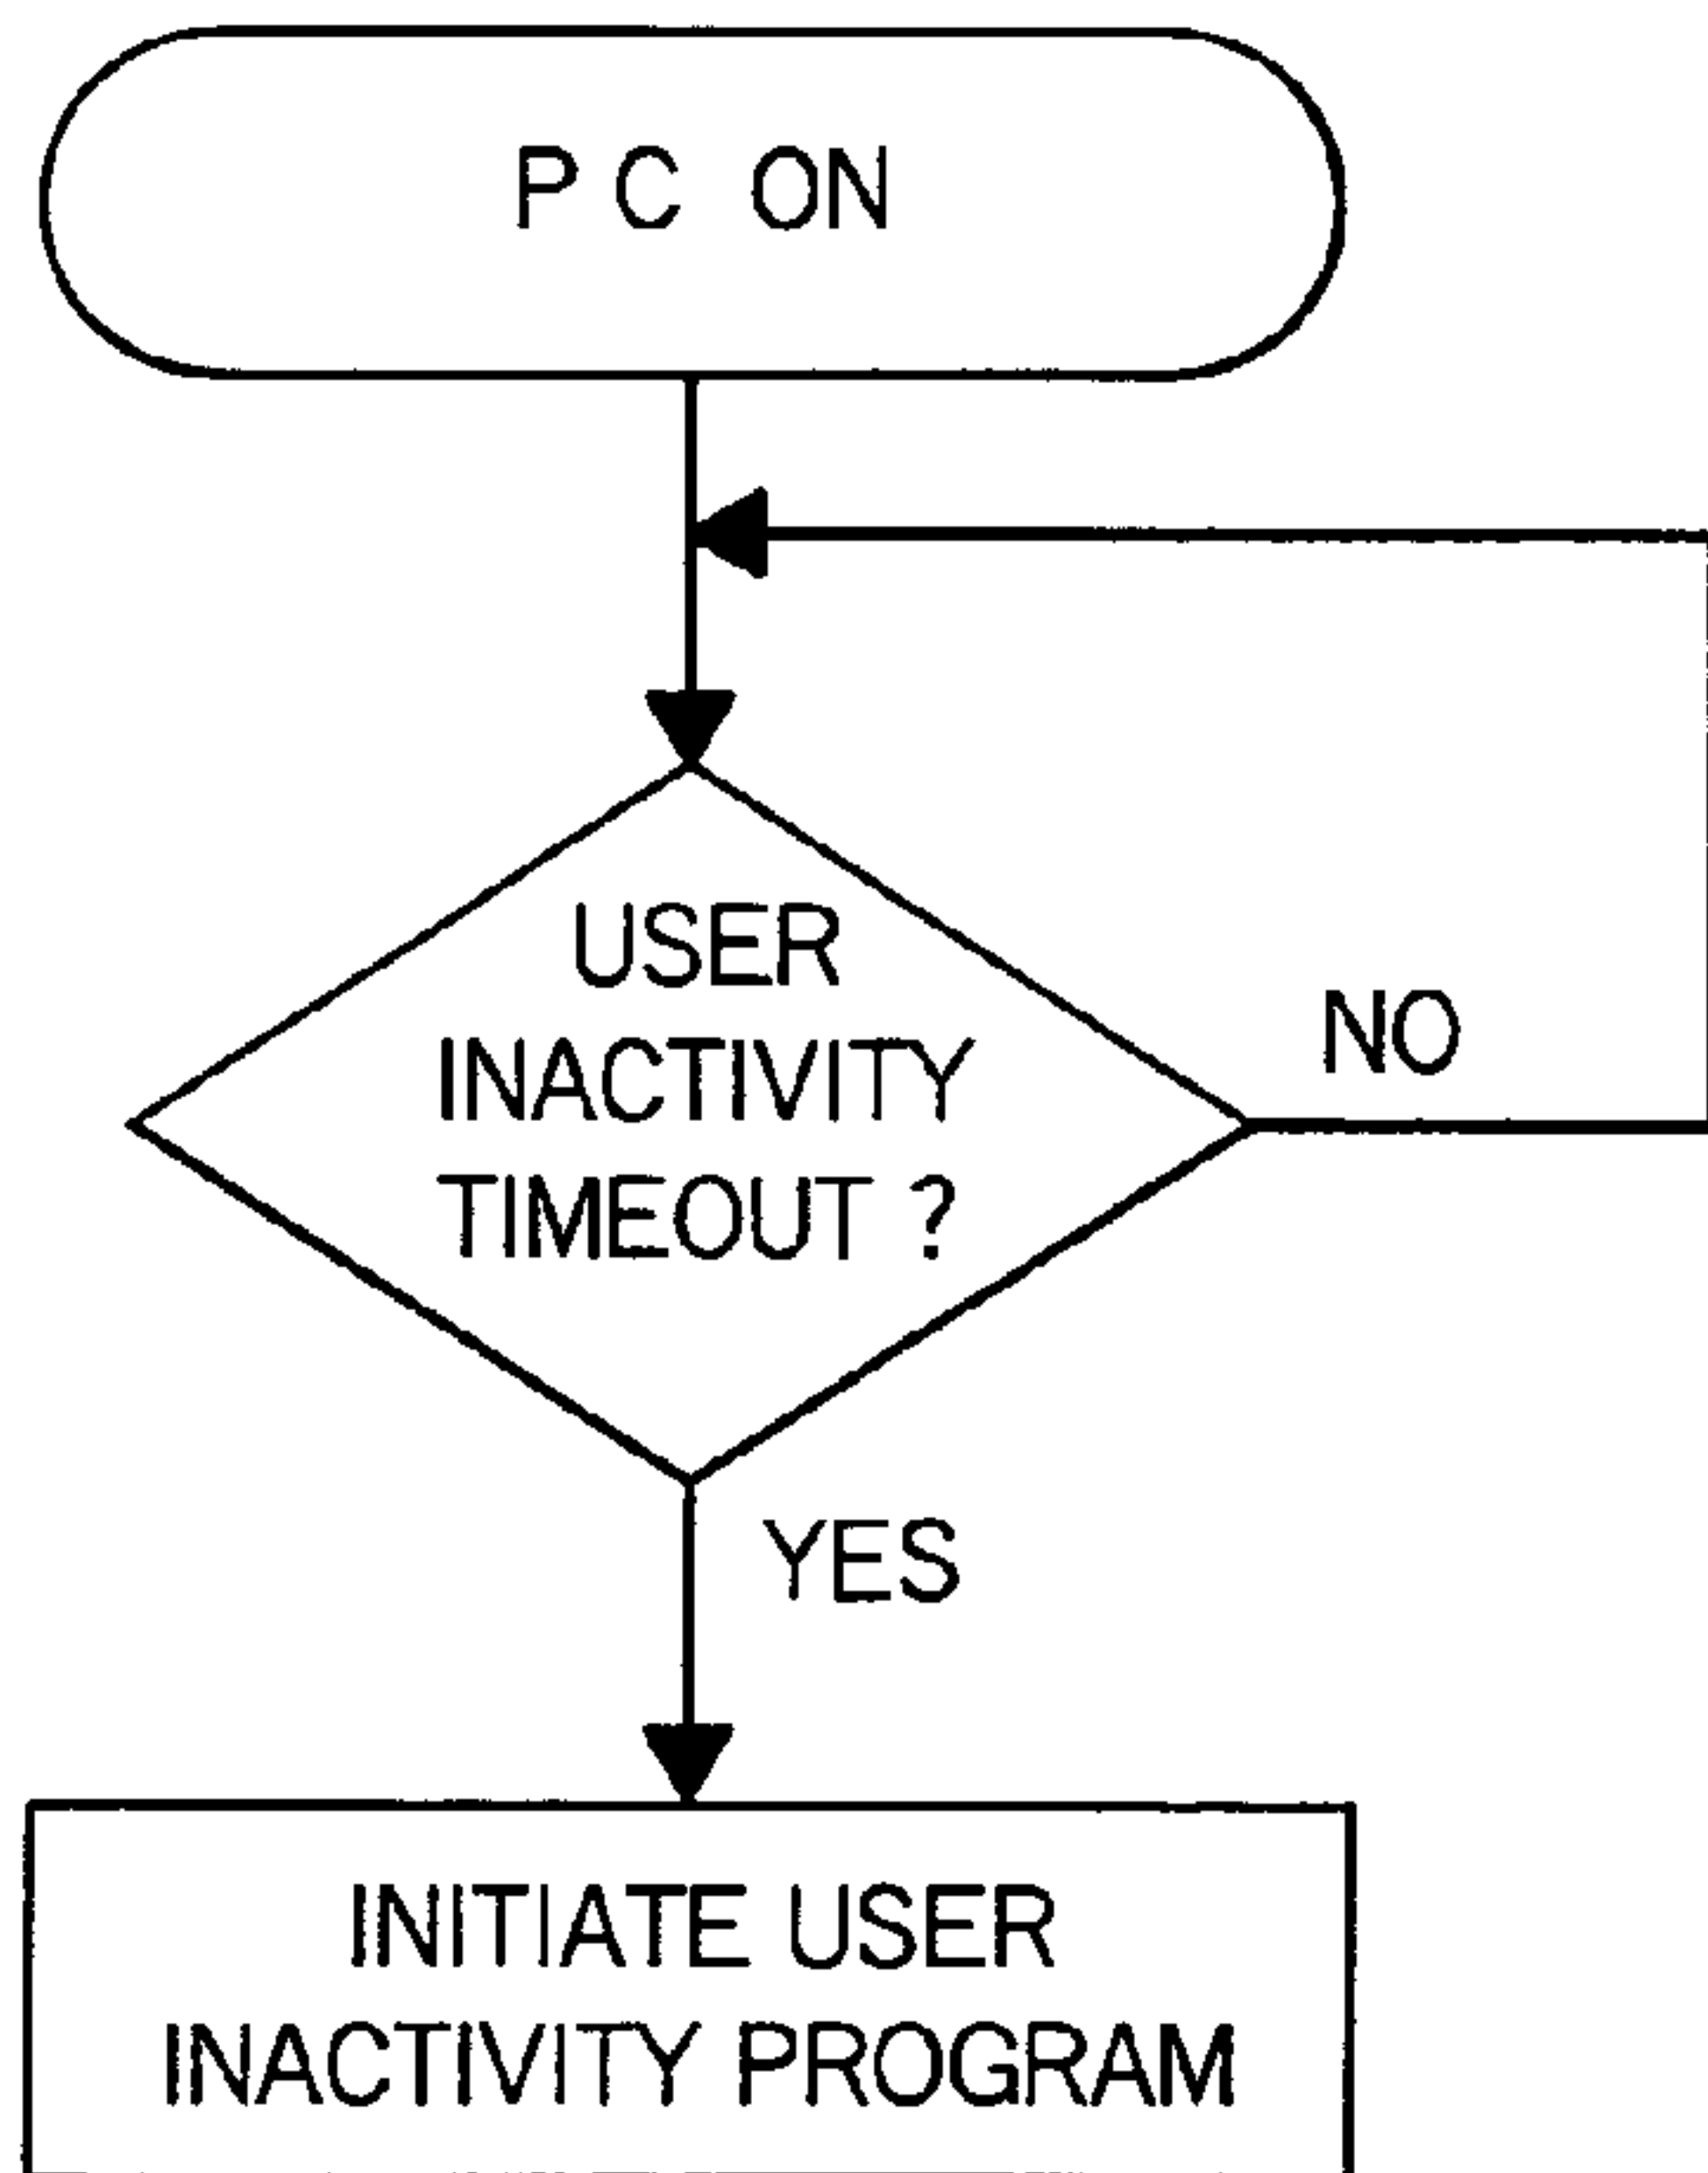 P C ON
USER
INACTIVITY
TIMEOUT ?
NO
YES
INITIATE USER
INACTIVITY PROGRAM